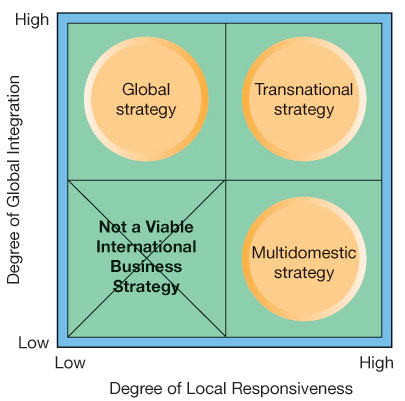 High
Degree of Global Integration
Global
strategy
Transnational
strategy
Not a Viable
International
Business
Strategy
Multidomestic
strategy
Low
Low
High
Degree of Local Responsiveness